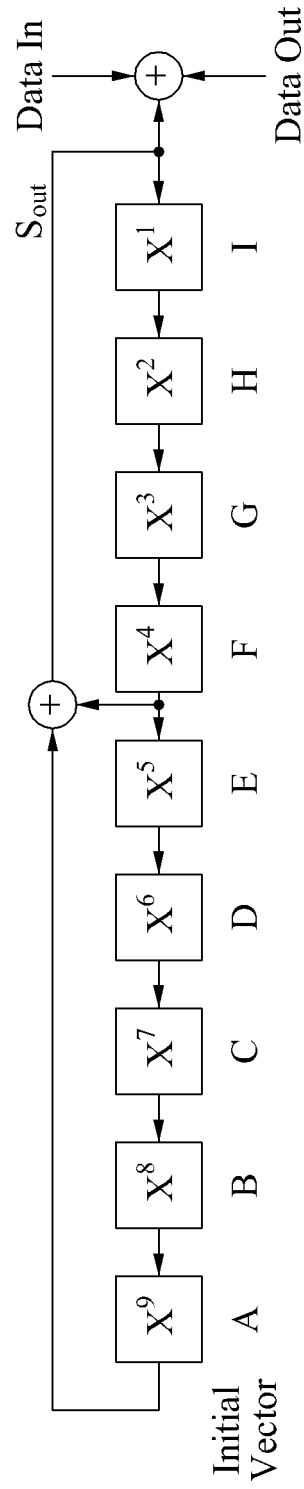 Data In
S_out
+
+
X^9 X^8 X^7 X^6 X^5 X^4 X^3 X^2 X^1
Initial
Vector
A B C D E F G H I
Data Out